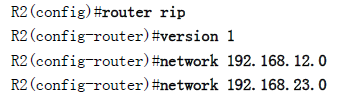 R2(config)#router rip
R2(config-router)#version 1
R2(config-router)#network 192.168.12.0
R2(config-router)#network 192.168.23.0